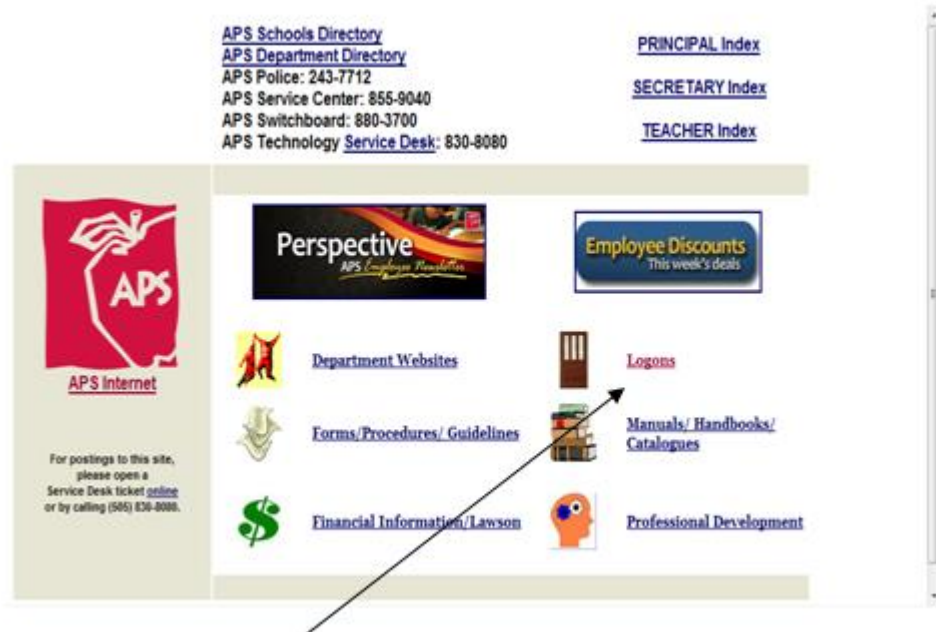 APS Schools Directory
APS Department Directory
APS Police: 243-7712
APS Service Center: 855-9040
APS Switchboard: 880-3700
APS Technology Service Desk: 830-8080
PRINCIPAL Index
SECRETARY Index
TEACHER Index
APS
APS Internet
For postings to this site,
please open a
Service Desk ticket online
or by calling (505) 830-8080.
Perspective
APS Employee Newsletter
Employee Discounts
This week's deals
Department Websites
Logons
Forms/Procedures/ Guidelines
Manuals/ Handbooks/
Catalogues
Financial Information/Lawson
Professional Development